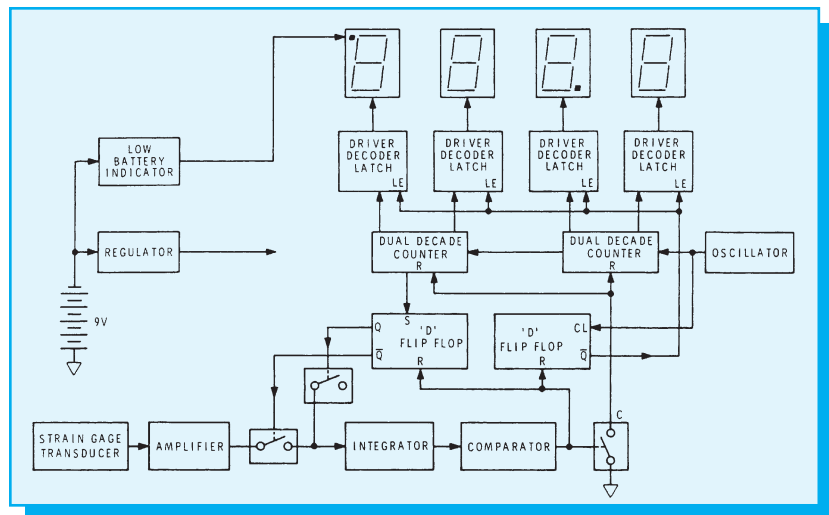 LOW
BATTERY
INDICATOR
DRIVER
DECODER
LATCH
LE
DRIVER
DECODER
LATCH
LE
DRIVER
DECODER
LATCH
LE
DRIVER
DECODER
LATCH
LE
REGULATOR
DUAL DECADE
COUNTER
R
DUAL DECADE
COUNTER
R
OSCILLATOR
9V
S
Q
'D'
FLIP FLOP
Q̅
R
CL
'D'
FLIP FLOP
Q̅
R
C
STRAIN GAGE
TRANSDUCER
AMPLIFIER
INTEGRATOR
COMPARATOR